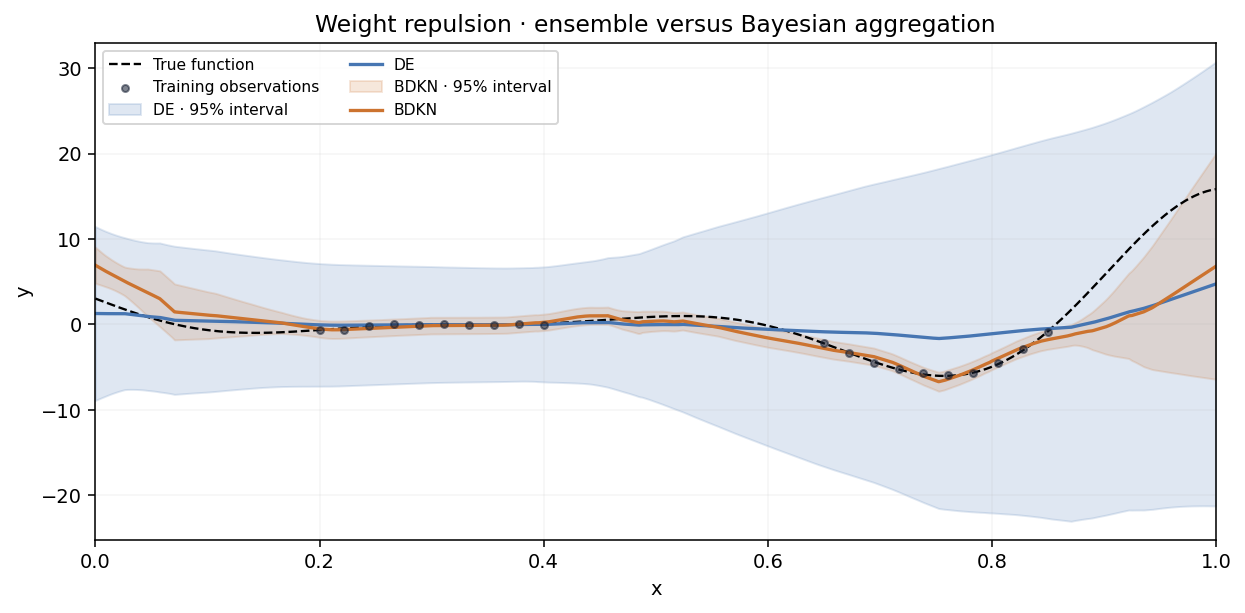 Weight repulsion · ensemble versus Bayesian aggregation
True function
Training observations
DE · 95% interval
DE
BDKN · 95% interval
BDKN
y
30
20
10
0
−10
−20
0.0
0.2
0.4
0.6
0.8
1.0
x